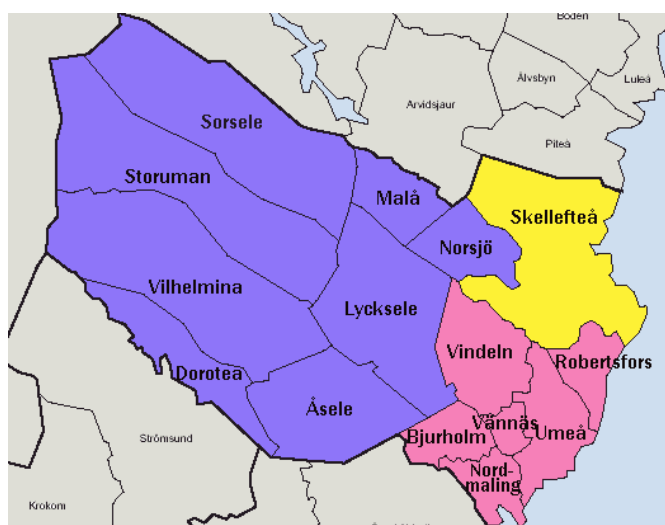 Boden
Älvsbyn
Luleå
Arvidsjaur
Piteå
Sorsele
Storuman
Malå
Skellefteå
Norsjö
Vilhelmina
Lycksele
Vindeln
Robertsfors
Dorotea
Åsele
Vännäs
Bjurholm
Umeå
Nord-
maling
Strömsund
Krokom